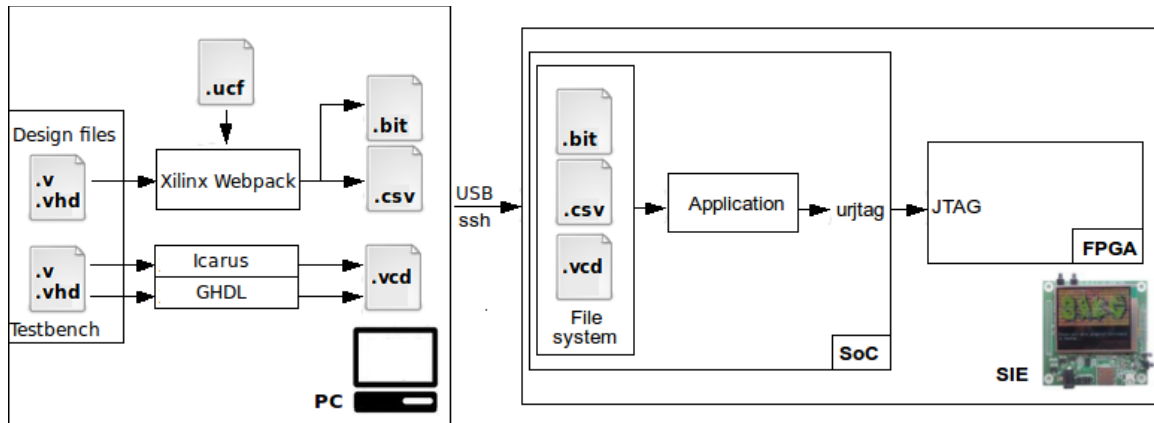 .ucf
Design files
.v
.vhd
Xilinx Webpack
.bit
.csv
.v
.vhd
Testbench
Icarus
GHDL
.vcd
PC
USB
ssh
.bit
.csv
.vcd
File
system
Application
urjtag
SoC
JTAG
FPGA
SIE